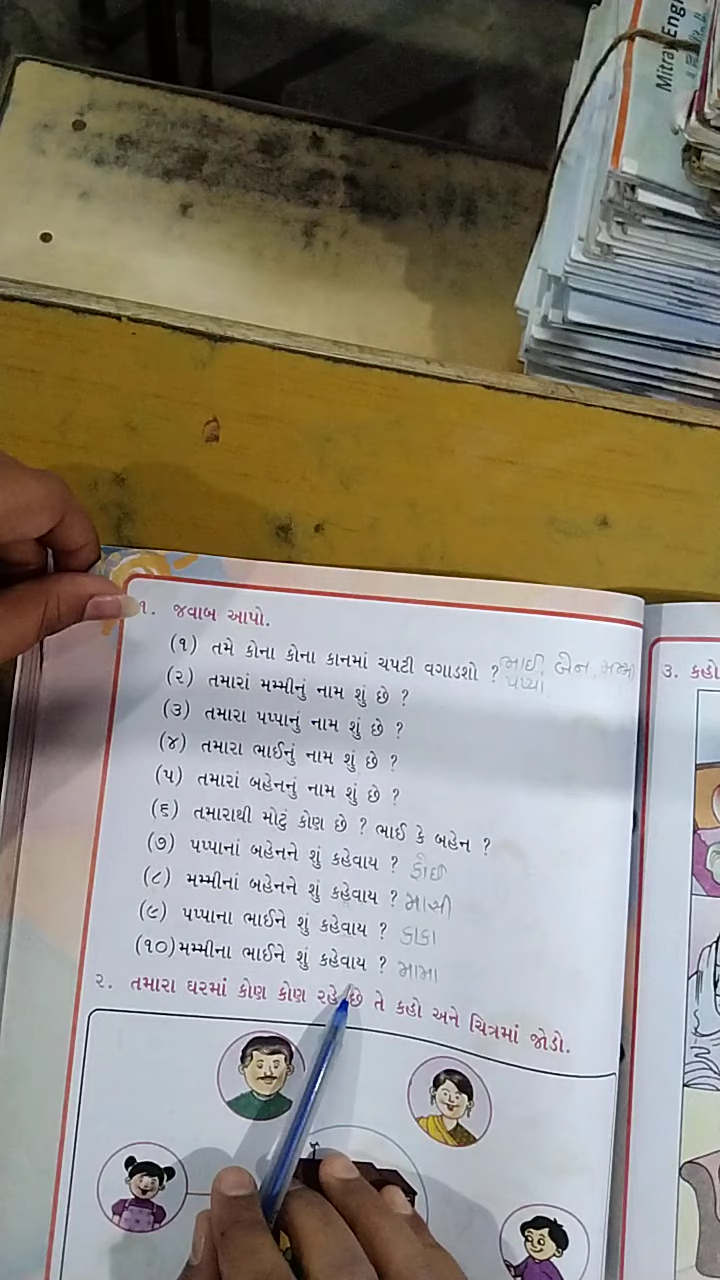 Mitray Eng
૧. જવાબ આપો.
(૧) તમે કોના કોના કાનમાં ચપટી વગાડશો ? ભાઈ, બેન, મમ્મી
પપ્પા
(૨) તમારાં મમ્મીનું નામ શું છે ?
(૩) તમારા પપ્પાનું નામ શું છે ?
(૪) તમારા ભાઈનું નામ શું છે ?
(૫) તમારાં બહેનનું નામ શું છે ?
(૬) તમારાથી મોટું કોણ છે ? ભાઈ કે બહેન ?
(૭) પપ્પાનાં બહેનને શું કહેવાય ? ફોઈ
(૮) મમ્મીનાં બહેનને શું કહેવાય ? માસી
(૯) પપ્પાના ભાઈને શું કહેવાય ? કાકા
(૧૦) મમ્મીના ભાઈને શું કહેવાય ? મામા
૨. તમારા ઘરમાં કોણ કોણ રહે છે તે કહો અને ચિત્રમાં જોડો.
૩. કહો